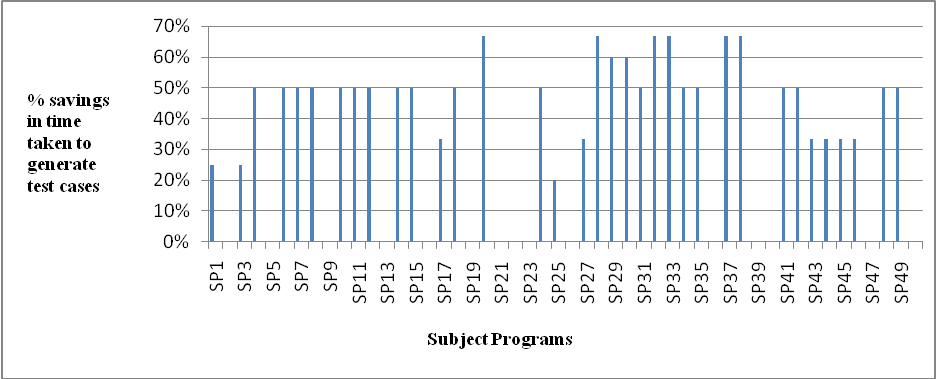 70%
60%
50%
40%
30%
20%
10%
0%
% savings
in time
taken to
generate
test cases
SP1
SP3
SP5
SP7
SP9
SP11
SP13
SP15
SP17
SP19
SP21
SP23
SP25
SP27
SP29
SP31
SP33
SP35
SP37
SP39
SP41
SP43
SP45
SP47
SP49
Subject Programs